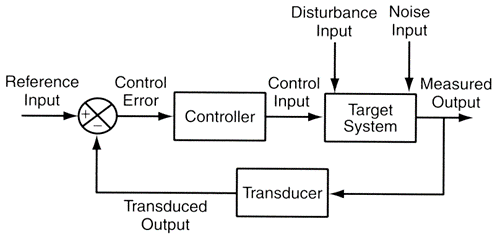 Disturbance
Input
Noise
Input
Reference
Input
Control
Error
Control
Input
Measured
Output
+
−
Controller
Target
System
Transducer
Transduced
Output